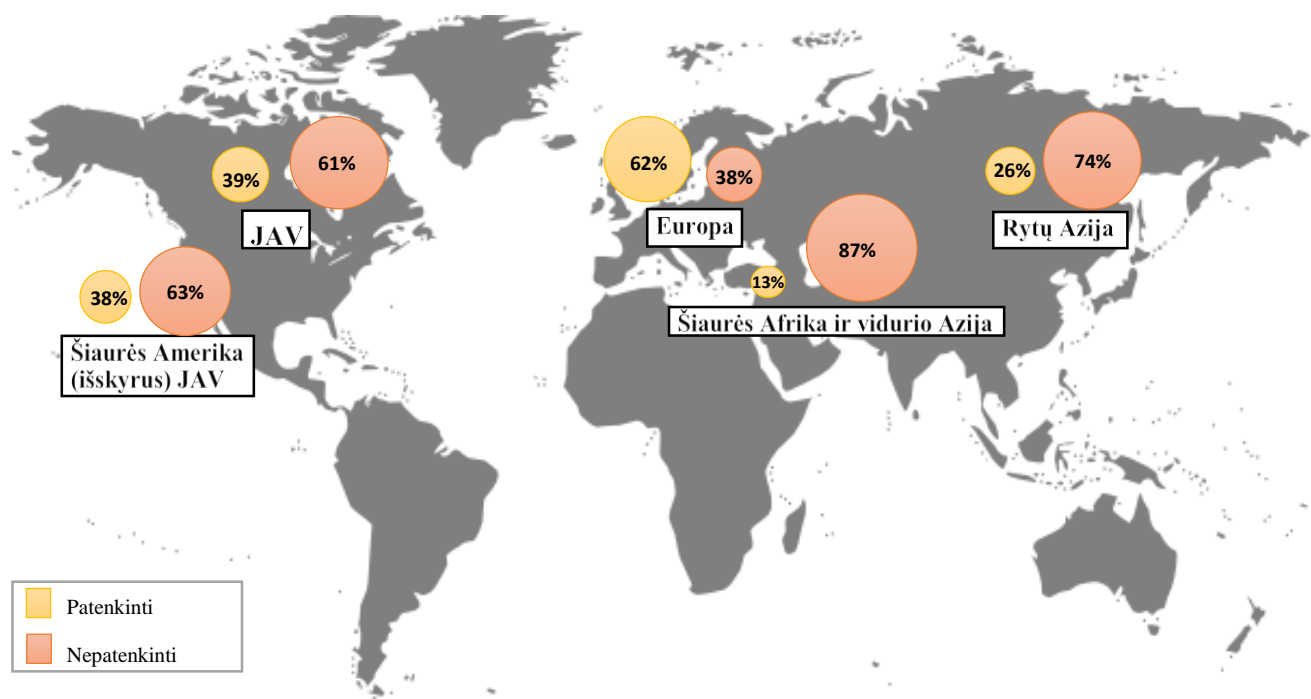 39%
61%
JAV
38%
63%
Šiaurės Amerika
(išskyrus) JAV
62%
38%
Europa
13%
87%
Šiaurės Afrika ir vidurio Azija
26%
74%
Rytų Azija
Patenkinti
Nepatenkinti